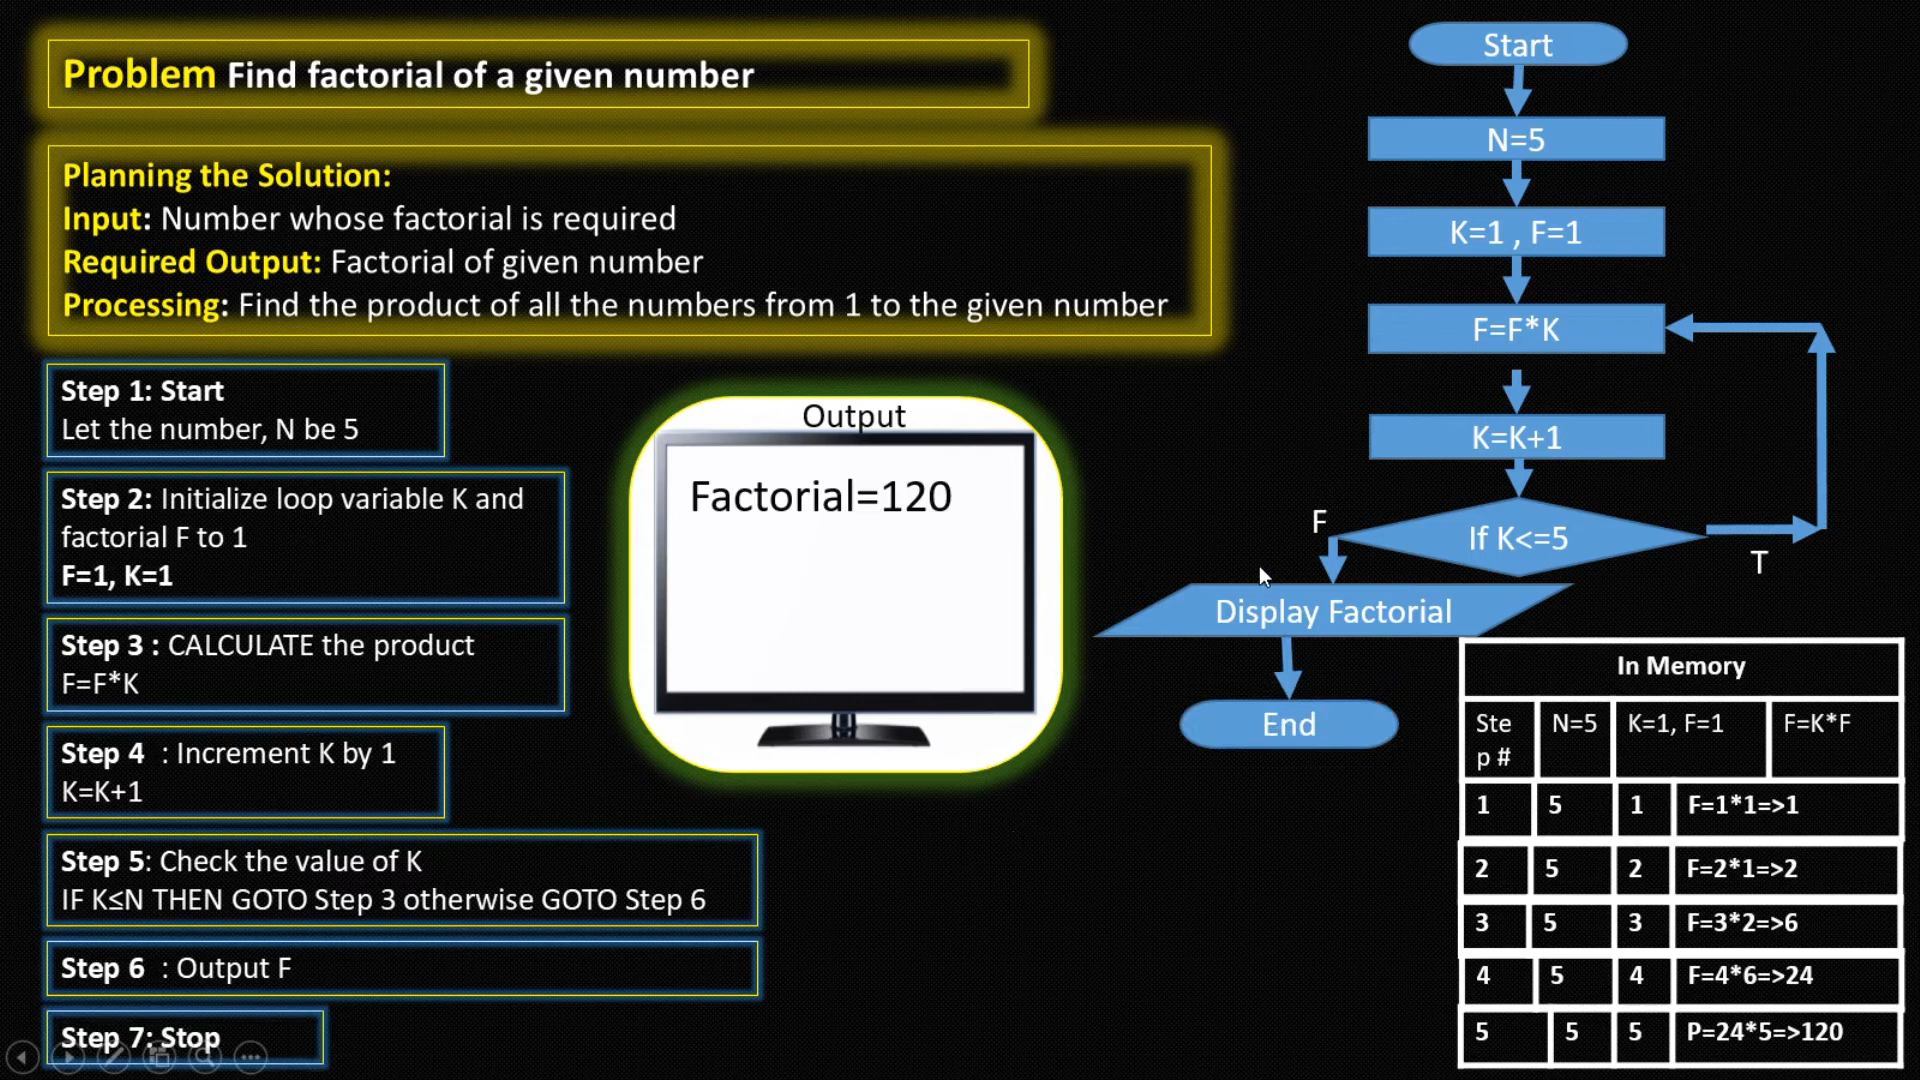 Problem Find factorial of a given number
Planning the Solution:
Input: Number whose factorial is required
Required Output: Factorial of given number
Processing: Find the product of all the numbers from 1 to the given number
Step 1: Start
Let the number, N be 5
Step 2: Initialize loop variable K and
factorial F to 1
F=1, K=1
Step 3 : CALCULATE the product
F=F*K
Step 4 : Increment K by 1
K=K+1
Step 5: Check the value of K
IF K≤N THEN GOTO Step 3 otherwise GOTO Step 6
Step 6 : Output F
Step 7: Stop
Output
Factorial=120
Start
N=5
K=1 , F=1
F=F*K
K=K+1
If K<=5
F
T
Display Factorial
End
In Memory
Ste
p #
N=5
K=1, F=1
F=K*F
1 5 1 F=1*1=>1
2 5 2 F=2*1=>2
3 5 3 F=3*2=>6
4 5 4 F=4*6=>24
5 5 5 P=24*5=>120